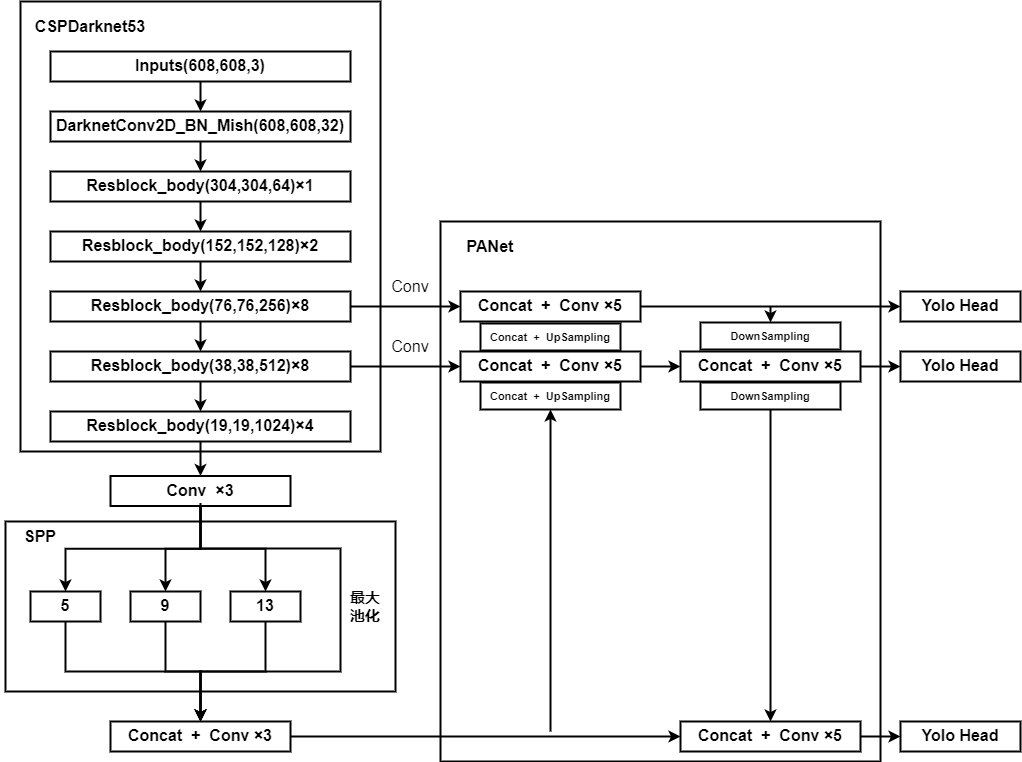 CSPDarknet53
Inputs(608,608,3)
DarknetConv2D_BN_Mish(608,608,32)
Resblock_body(304,304,64)×1
Resblock_body(152,152,128)×2
Resblock_body(76,76,256)×8
Resblock_body(38,38,512)×8
Resblock_body(19,19,1024)×4
Conv ×3
SPP
5
9
13
最大
池化
Concat + Conv ×3
Conv
Conv
PANet
Concat + Conv ×5
Concat + UpSampling
Concat + Conv ×5
Concat + UpSampling
DownSampling
Concat + Conv ×5
DownSampling
Concat + Conv ×5
Yolo Head
Yolo Head
Yolo Head